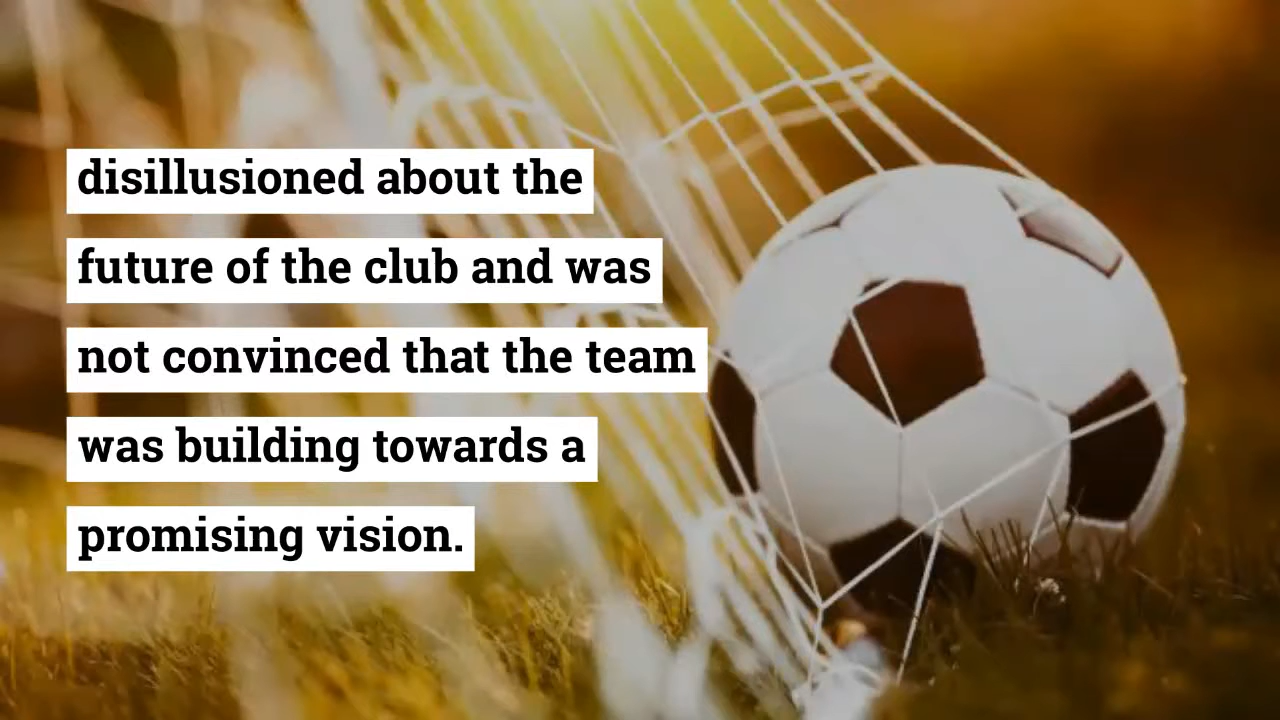 disillusioned about the
future of the club and was
not convinced that the team
was building towards a
promising vision.